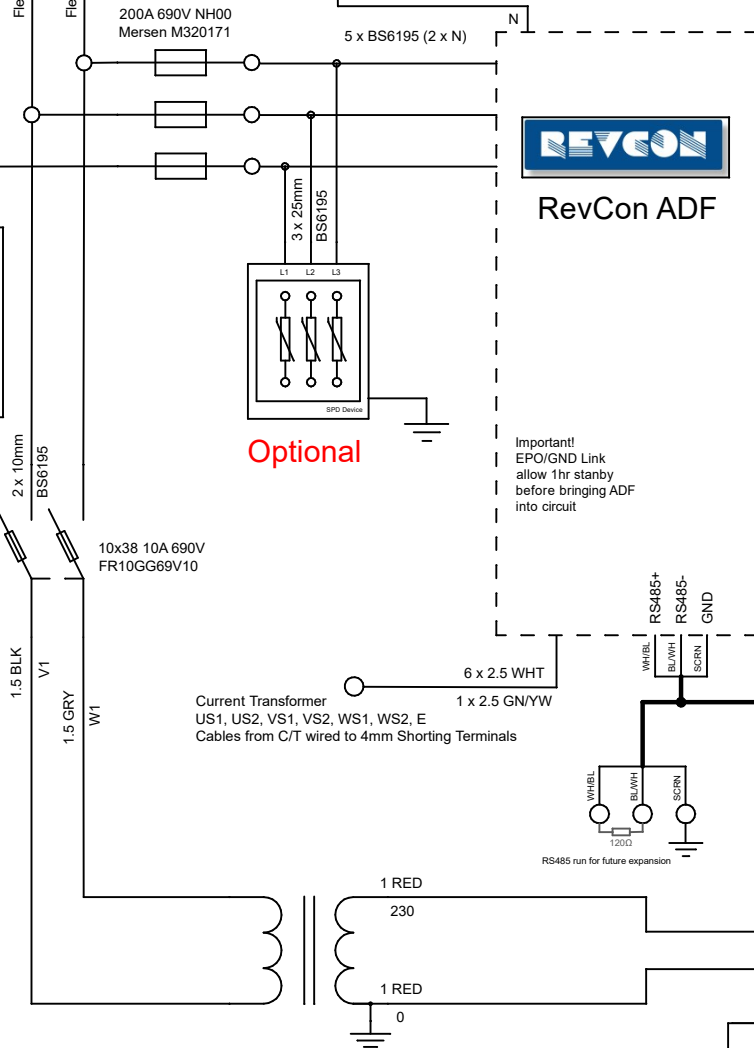 Fle
Fle
200A 690V NH00
Mersen M320171
5 x BS6195 (2 x N)
N
REVCON
RevCon ADF
3 x 25mm
BS6195
L1
L2
L3
SPD Device
Optional
Important!
EPO/GND Link
allow 1hr stanby
before bringing ADF
into circuit
2 x 10mm
BS6195
10x38 10A 690V
FR10GG69V10
RS485+
RS485-
GND
WH/BL
BL/WH
SCRN
1.5 BLK
V1
1.5 GRY
W1
6 x 2.5 WHT
1 x 2.5 GN/YW
Current Transformer
US1, US2, VS1, VS2, WS1, WS2, E
Cables from C/T wired to 4mm Shorting Terminals
WH/BL
BL/WH
SCRN
120Ω
RS485 run for future expansion
1 RED
230
1 RED
0